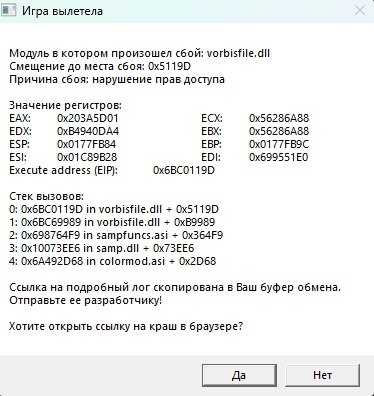 Игра вылетела
Модуль в котором произошел сбой: vorbisfile.dll
Смещение до места сбоя: 0x5119D
Причина сбоя: нарушение прав доступа
Значение регистров:
EAX: 0x203A5D01 ECX: 0x56286A88
EDX: 0xB4940DA4 EBX: 0x56286A88
ESP: 0x0177FB84 EBP: 0x0177FB9C
ESI: 0x01C89B28 EDI: 0x699551E0
Execute address (EIP): 0x6BC0119D
Стек вызовов:
0: 0x6BC0119D in vorbisfile.dll + 0x5119D
1: 0x6BC69989 in vorbisfile.dll + 0xB9989
2: 0x698764F9 in sampfuncs.asi + 0x364F9
3: 0x10073EE6 in samp.dll + 0x73EE6
4: 0x6A492D68 in colormod.asi + 0x2D68
Ссылка на подробный лог скопирована в Ваш буфер обмена.
Отправьте ее разработчику!
Хотите открыть ссылку на краш в браузере?
Да Нет